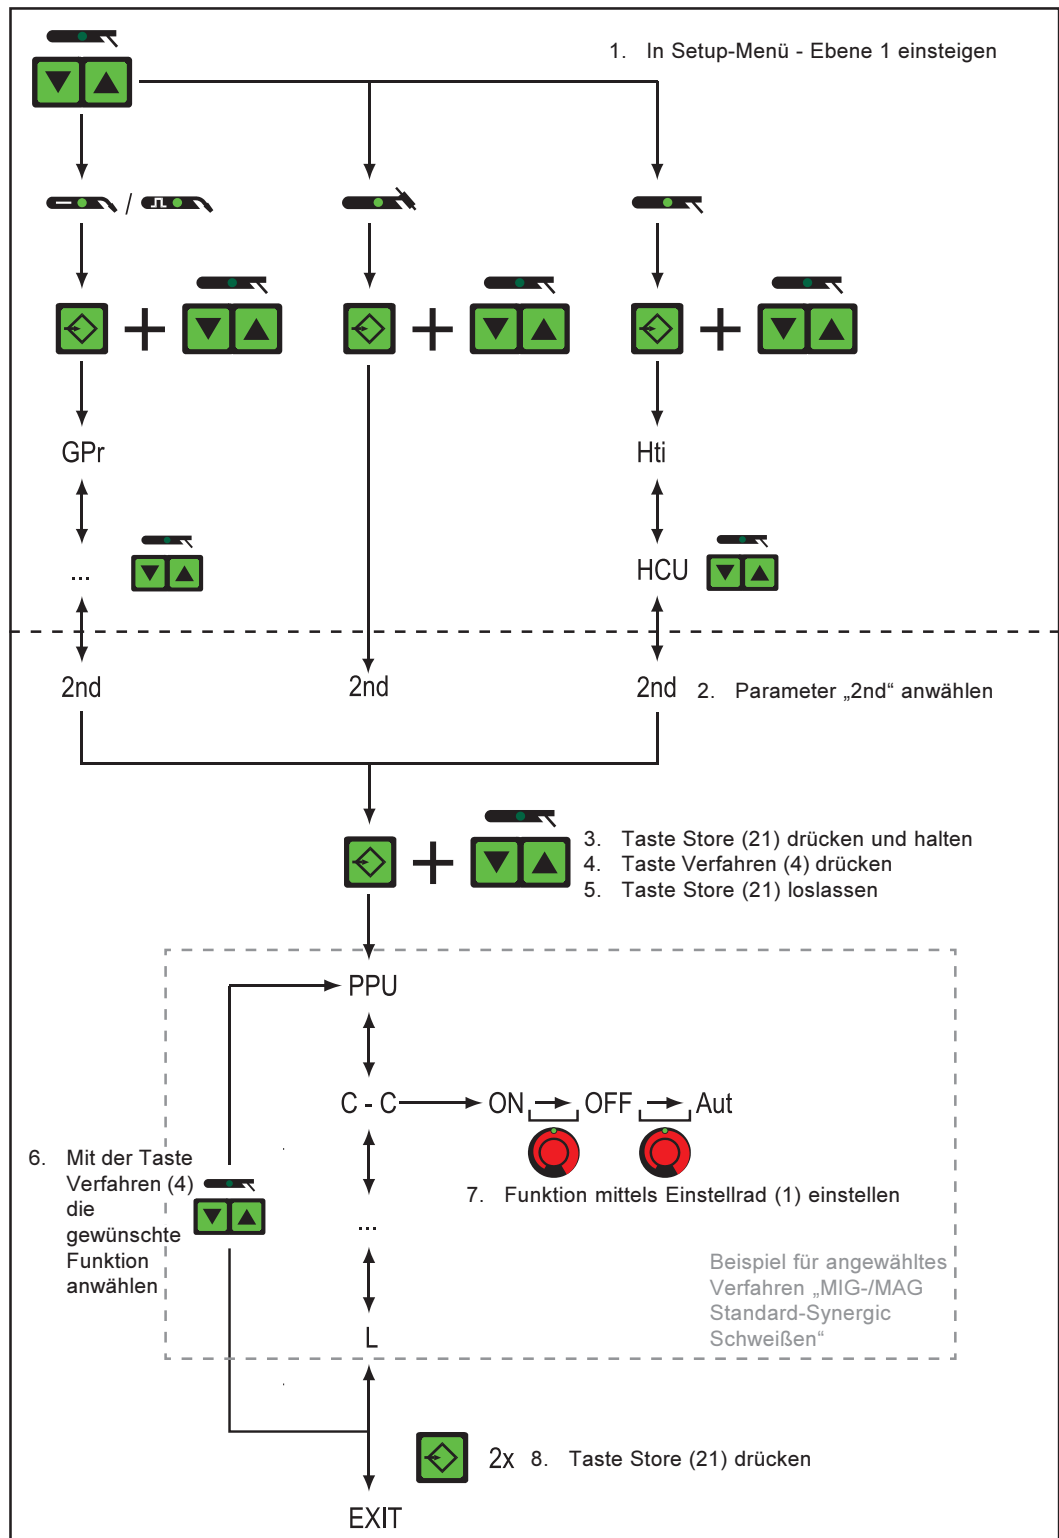 1. In Setup-Menü - Ebene 1 einsteigen
/
GPr
Hti
...
HCU
2nd
2nd
2nd
2. Parameter „2nd“ anwählen
3. Taste Store (21) drücken und halten
4. Taste Verfahren (4) drücken
5. Taste Store (21) loslassen
PPU
C - C
ON
OFF
Aut
6. Mit der Taste
Verfahren (4)
die
gewünschte
Funktion
anwählen
7. Funktion mittels Einstellrad (1) einstellen
...
Beispiel für angewähltes
Verfahren „MIG-/MAG
Standard-Synergic
Schweißen“
L
2x
8. Taste Store (21) drücken
EXIT